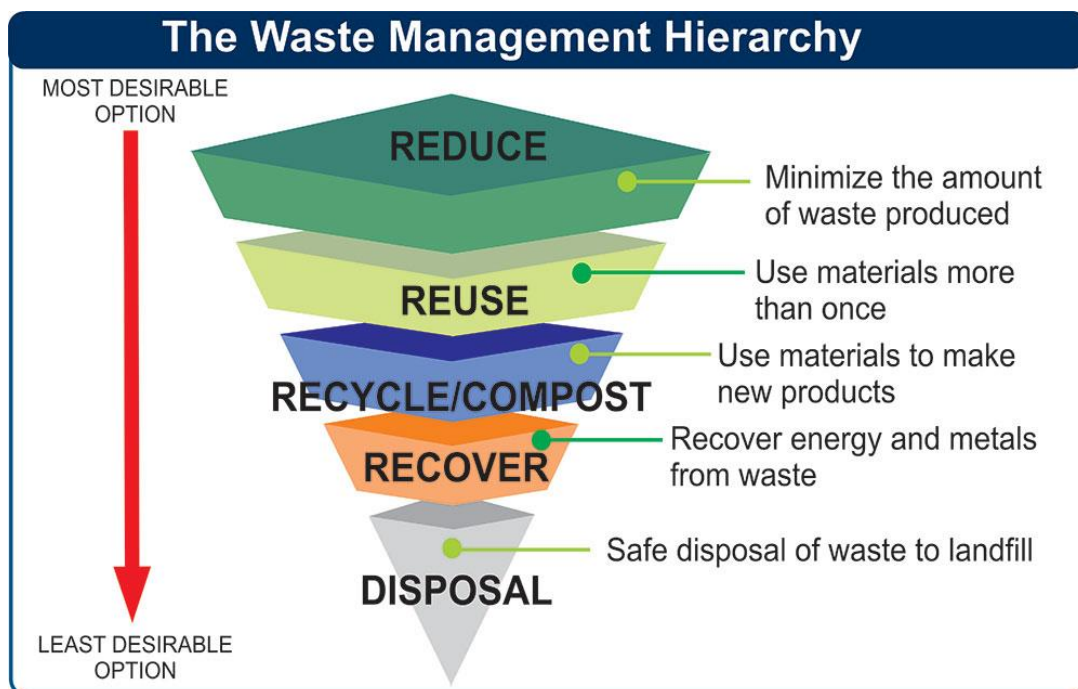 The Waste Management Hierarchy
MOST DESIRABLE
OPTION
REDUCE
Minimize the amount
of waste produced
REUSE
Use materials more
than once
RECYCLE/COMPOST
Use materials to make
new products
RECOVER
Recover energy and metals
from waste
DISPOSAL
Safe disposal of waste to landfill
LEAST DESIRABLE
OPTION